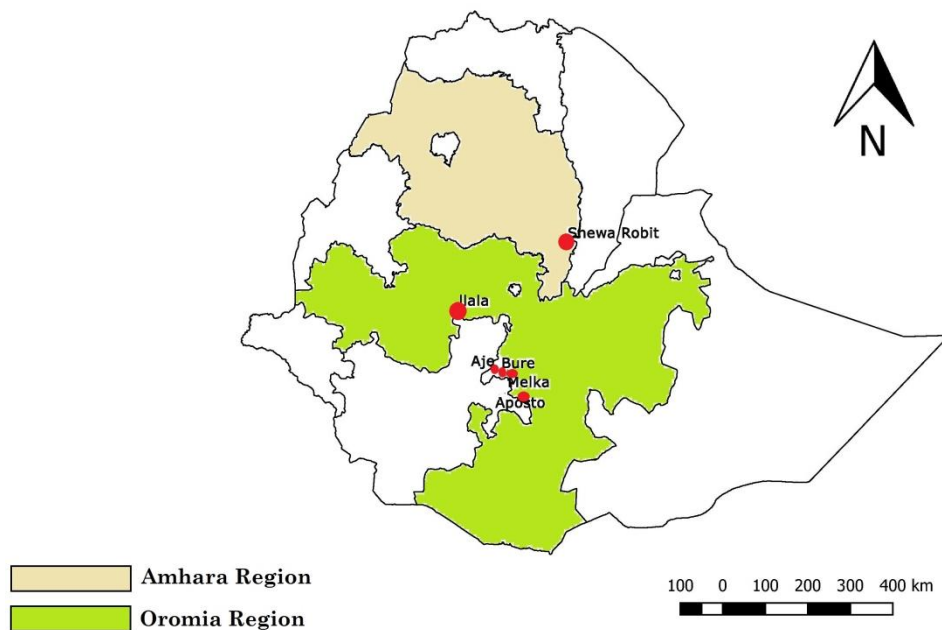 N
Shewa Robit
Ilala
Aje Bure
Melka
Aposto
Amhara Region
Oromia Region
100 0 100 200 300 400 km